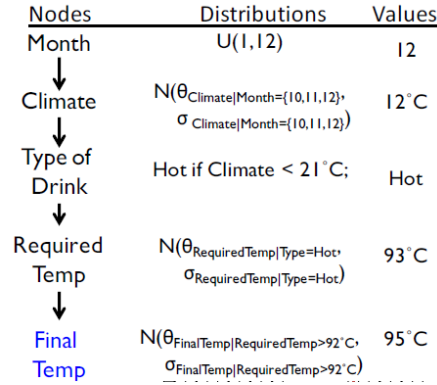 Nodes Distributions Values
Month U(1,12) 12
Climate N(θClimate|Month={10,11,12}, 12°C
σ Climate|Month={10,11,12})
Type of Drink Hot if Climate < 21°C; Hot
Required Temp N(θRequiredTemp|Type=Hot, 93°C
σRequiredTemp|Type=Hot)
Final Temp N(θFinalTemp|RequiredTemp>92°C, 95°C
σFinalTemp|RequiredTemp>92°C)